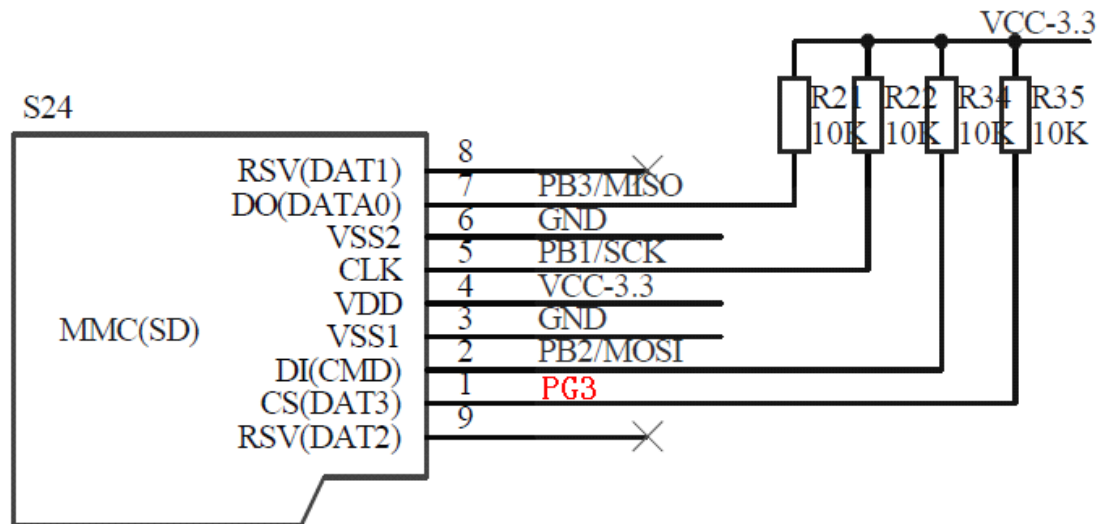 VCC-3.3
S24
R21 R22 R34 R35
10K 10K 10K 10K
RSV(DAT1) 8
DO(DATA0) 7 PB3/MISO
VSS2 6 GND
CLK 5 PB1/SCK
VDD 4 VCC-3.3
MMC(SD)
VSS1 3 GND
DI(CMD) 2 PB2/MOSI
CS(DAT3) 1 PG3
RSV(DAT2) 9